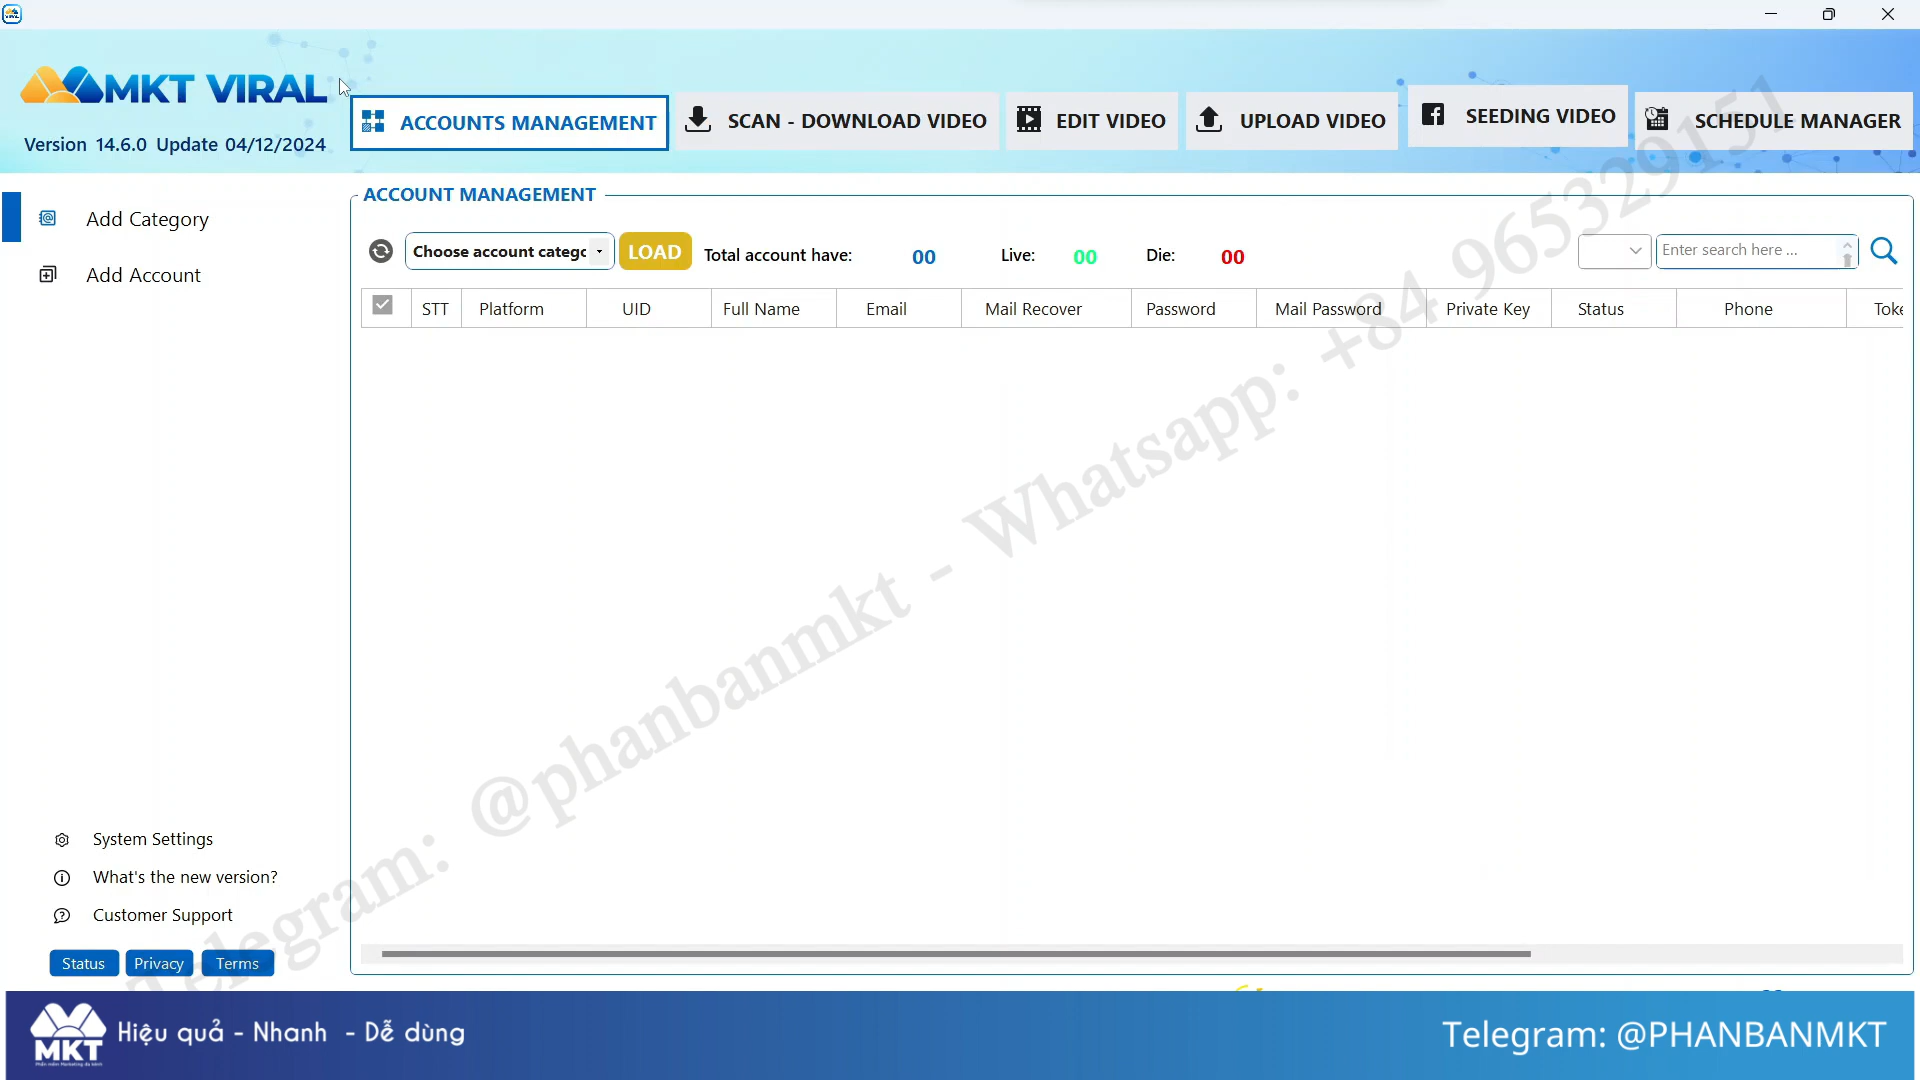 MKT VIRAL
Version 14.6.0 Update 04/12/2024
ACCOUNTS MANAGEMENT
SCAN - DOWNLOAD VIDEO
EDIT VIDEO
UPLOAD VIDEO
SEEDING VIDEO
SCHEDULE MANAGER
Add Category
Add Account
ACCOUNT MANAGEMENT
Choose account categc
LOAD
Total account have: 00
Live: 00
Die: 00
Enter search here ...
STT Platform UID Full Name Email Mail Recover Password Mail Password Private Key Status Phone Toke
Telegram: @phanbanmkt - Whatsapp: +84 965329151
System Settings
What's the new version?
Customer Support
Status Privacy Terms
MKT
Hiệu quả - Nhanh - Dễ dùng
Telegram: @PHANBANMKT